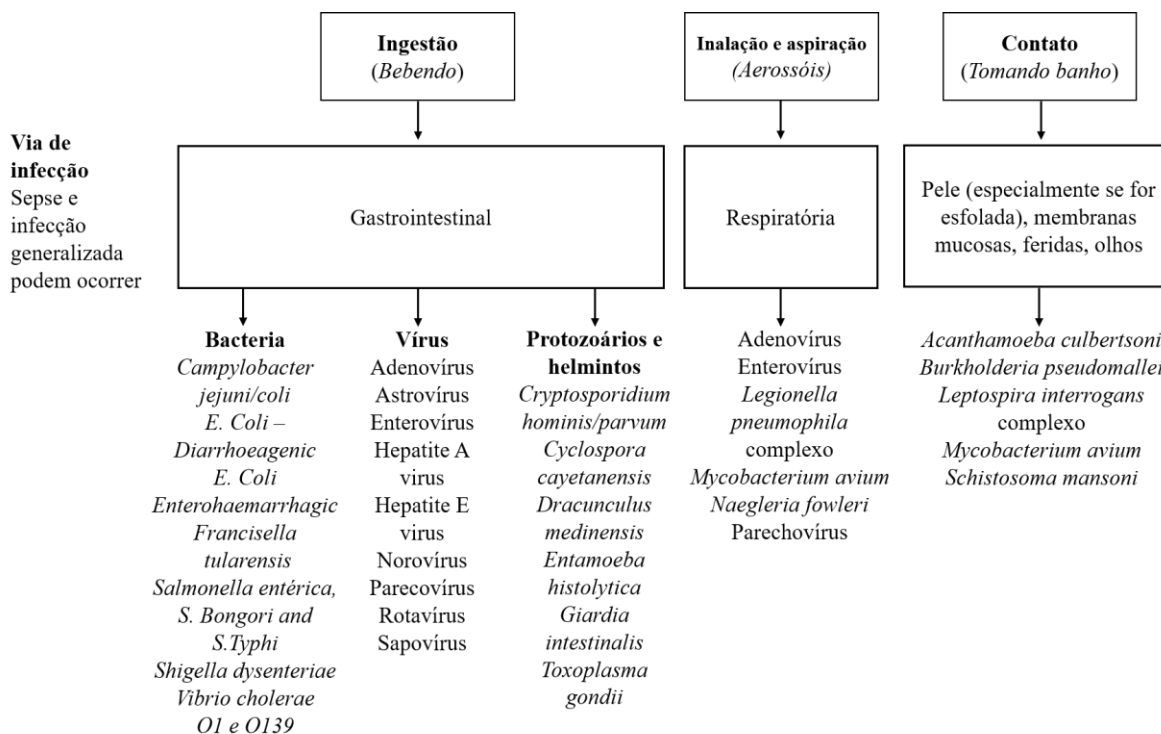 Ingestão
(Bebendo)
Inalação e aspiração
(Aerossóis)
Contato
(Tomando banho)
Via de
infecção
Sepse e
infecção
generalizada
podem ocorrer
Gastrointestinal
Respiratória
Pele (especialmente se for
esfolada), membranas
mucosas, feridas, olhos
Bacteria
Campylobacter
jejuni/coli
E. Coli –
Diarrhoeagenic
E. Coli
Enterohaemarrhagic
Francisella
tularensis
Salmonella entérica,
S. Bongori and
S.Typhi
Shigella dysenteriae
Vibrio cholerae
O1 e O139
Vírus
Adenovírus
Astrovírus
Enterovírus
Hepatite A
virus
Hepatite E
virus
Norovírus
Parecovírus
Rotavírus
Sapovírus
Protozoários e
helmintos
Cryptosporidium
hominis/parvum
Cyclospora
cayetanensis
Dracunculus
medinensis
Entamoeba
histolytica
Giardia
intestinalis
Toxoplasma
gondii
Adenovírus
Enterovírus
Legionella
pneumophila
complexo
Mycobacterium avium
Naegleria fowleri
Parechovírus
Acanthamoeba culbertsoni
Burkholderia pseudomallei
Leptospira interrogans
complexo
Mycobacterium avium
Schistosoma mansoni